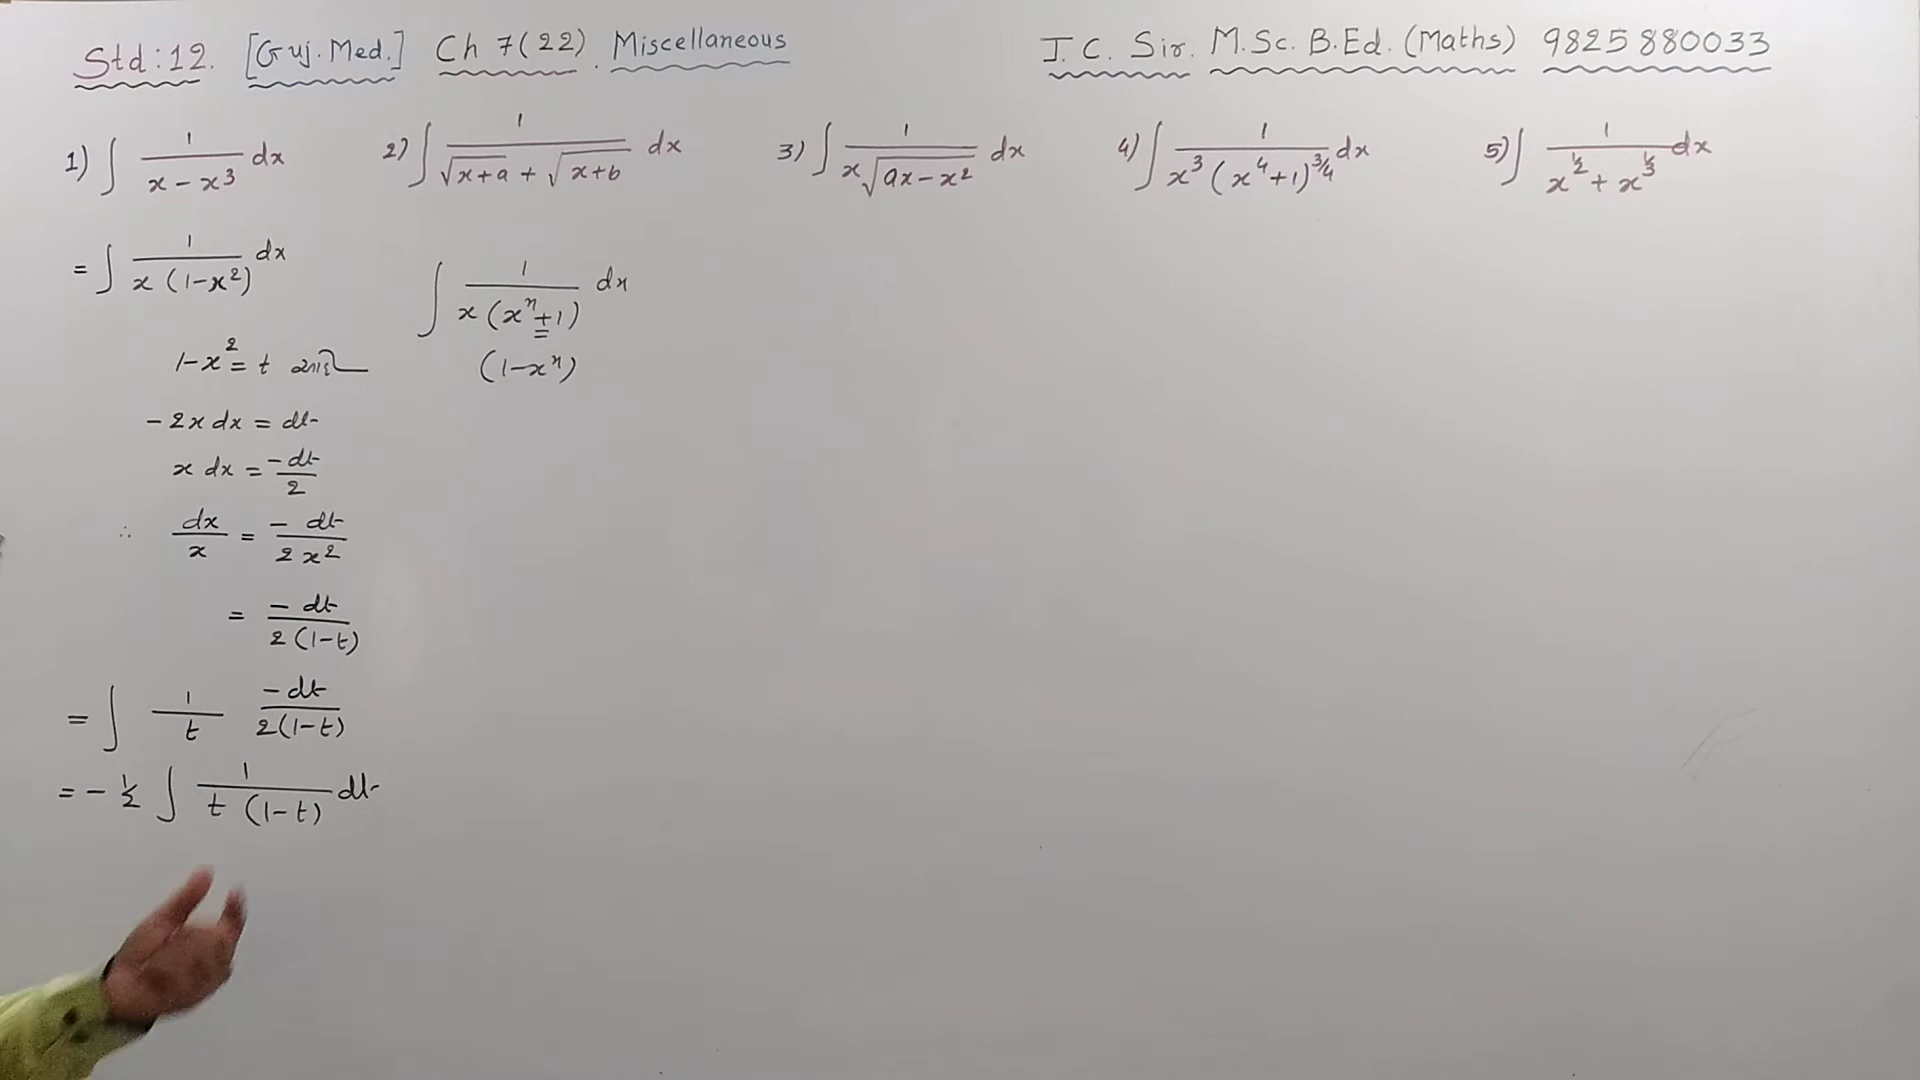 Std:12. [Guj. Med.] Ch 7(22). Miscellaneous
J. C. Sir. M.Sc. B.Ed. (Maths) 9825880033
1) ∫ 1/(x-x³) dx
2) ∫ 1/(√(x+a) + √(x+b)) dx
3) ∫ 1/(x√(ax-x²)) dx
4) ∫ 1/(x³(x⁴+1)^(3/4)) dx
5) ∫ 1/(x^(1/2) + x^(1/3)) dx
= ∫ 1/(x(1-x²)) dx
1-x² = t
-2x dx = dt
x dx = -dt/2
∴ dx/x = -dt/(2x²)
= -dt/(2(1-t))
= ∫ 1/t -dt/(2(1-t))
= -1/2 ∫ 1/(t(1-t)) dt
∫ 1/(x(xⁿ+1)) dx
(1-xⁿ)